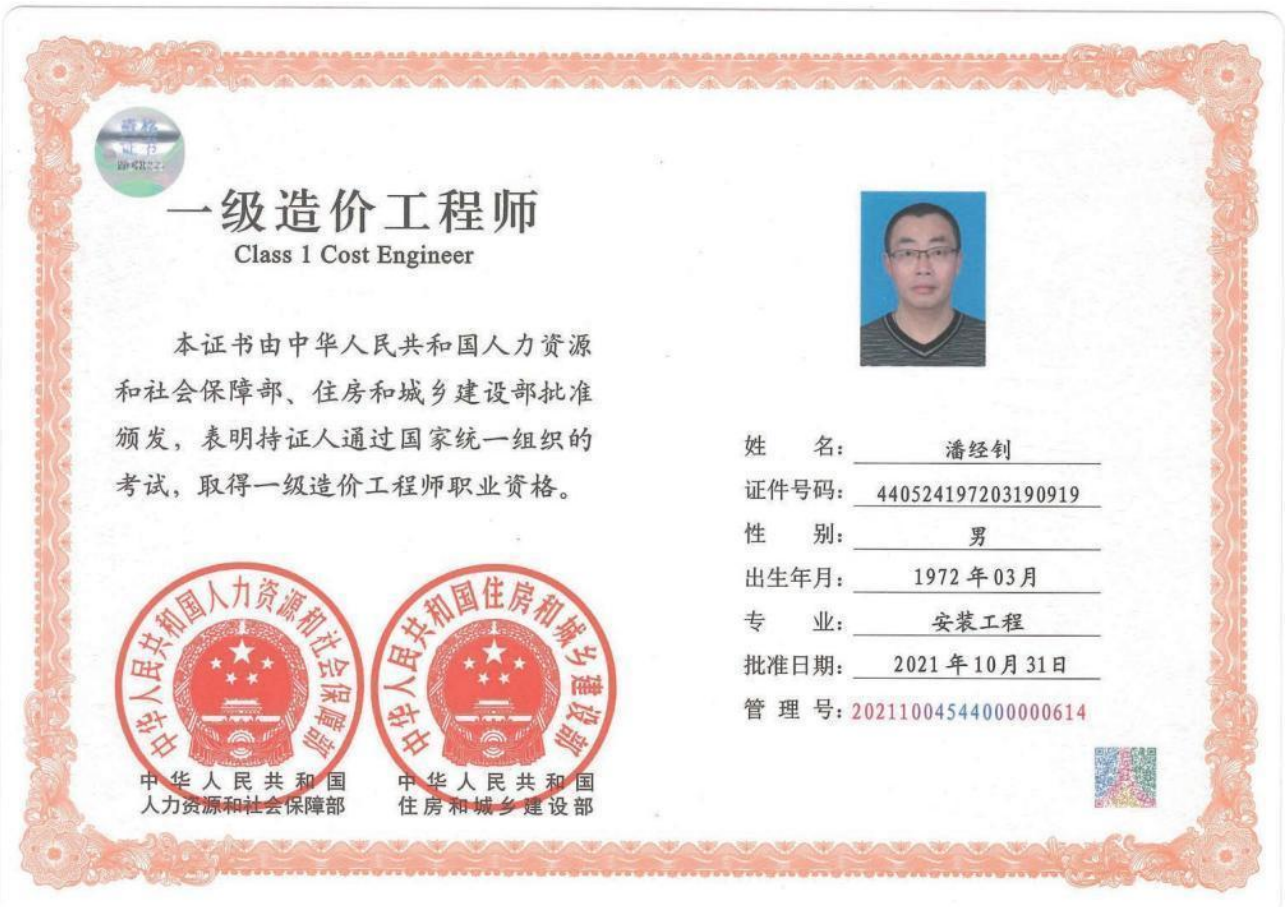 资格
证书
一级造价工程师
Class 1 Cost Engineer
本证书由中华人民共和国人力资源
和社会保障部、住房和城乡建设部批准
颁发，表明持证人通过国家统一组织的
考试，取得一级造价工程师职业资格。
姓 名： 潘经钊
证件号码： 440524197203190919
性 别： 男
出生年月： 1972年03月
专 业： 安装工程
批准日期： 2021年10月31日
管 理 号: 20211004544000000614
中华人民共和国人力资源和社会保障部
中华人民共和国住房和城乡建设部
中华人民共和国
人力资源和社会保障部
中华人民共和国
住房和城乡建设部